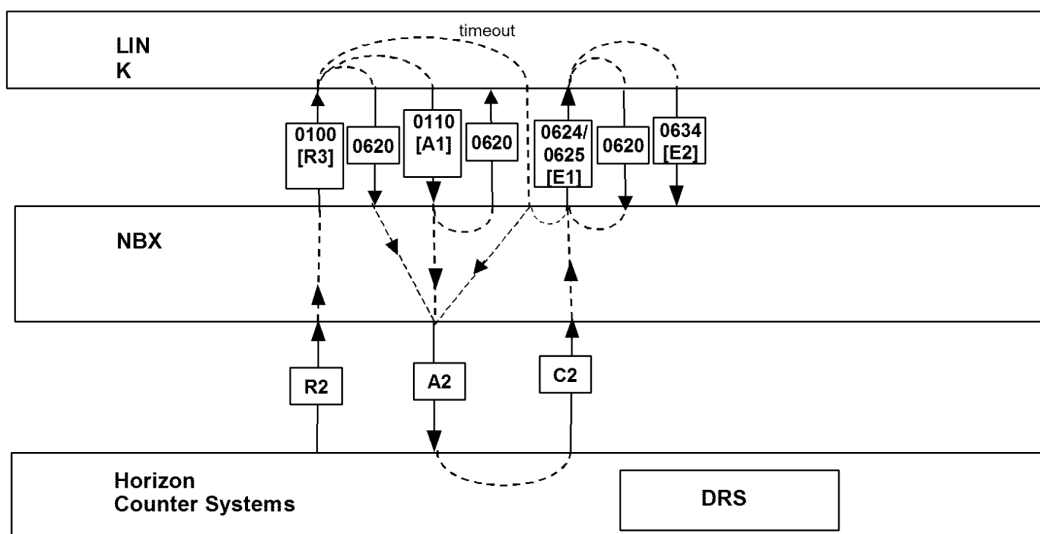 timeout
LIN
K
0100
[R3]
0620
0110
[A1]
0620
0624/
0625
[E1]
0620
0634
[E2]
NBX
R2
A2
C2
Horizon
Counter Systems
DRS